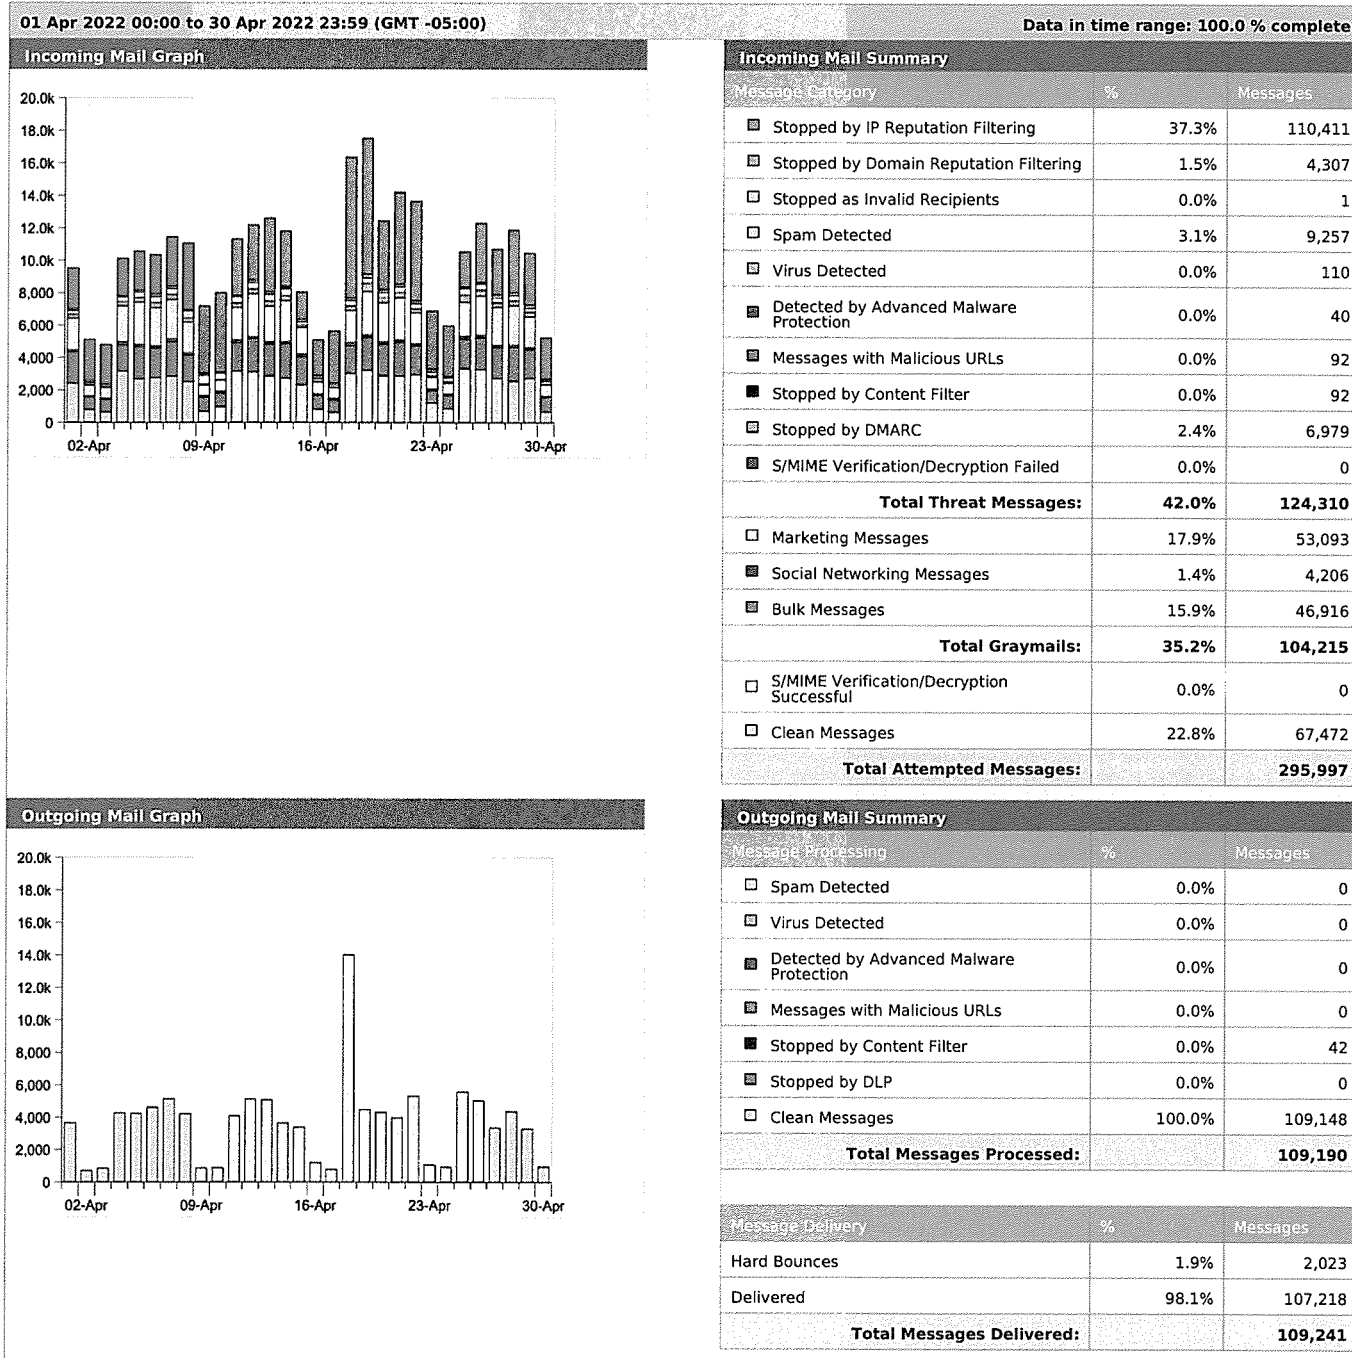 01 Apr 2022 00:00 to 30 Apr 2022 23:59 (GMT -05:00)
Data in time range: 100.0 % complete
Incoming Mail Graph
20.0k
18.0k
16.0k
14.0k
12.0k
10.0k
8,000
6,000
4,000
2,000
0
02-Apr 09-Apr 16-Apr 23-Apr 30-Apr
Incoming Mail Summary
Message Category % Messages
Stopped by IP Reputation Filtering 37.3% 110,411
Stopped by Domain Reputation Filtering 1.5% 4,307
Stopped as Invalid Recipients 0.0% 1
Spam Detected 3.1% 9,257
Virus Detected 0.0% 110
Detected by Advanced Malware
Protection 0.0% 40
Messages with Malicious URLs 0.0% 92
Stopped by Content Filter 0.0% 92
Stopped by DMARC 2.4% 6,979
S/MIME Verification/Decryption Failed 0.0% 0
Total Threat Messages: 42.0% 124,310
Marketing Messages 17.9% 53,093
Social Networking Messages 1.4% 4,206
Bulk Messages 15.9% 46,916
Total Graymails: 35.2% 104,215
S/MIME Verification/Decryption
Successful 0.0% 0
Clean Messages 22.8% 67,472
Total Attempted Messages: 295,997
Outgoing Mail Graph
20.0k
18.0k
16.0k
14.0k
12.0k
10.0k
8,000
6,000
4,000
2,000
0
02-Apr 09-Apr 16-Apr 23-Apr 30-Apr
Outgoing Mail Summary
Message Processing % Messages
Spam Detected 0.0% 0
Virus Detected 0.0% 0
Detected by Advanced Malware
Protection 0.0% 0
Messages with Malicious URLs 0.0% 0
Stopped by Content Filter 0.0% 42
Stopped by DLP 0.0% 0
Clean Messages 100.0% 109,148
Total Messages Processed: 109,190
Message Delivery % Messages
Hard Bounces 1.9% 2,023
Delivered 98.1% 107,218
Total Messages Delivered: 109,241